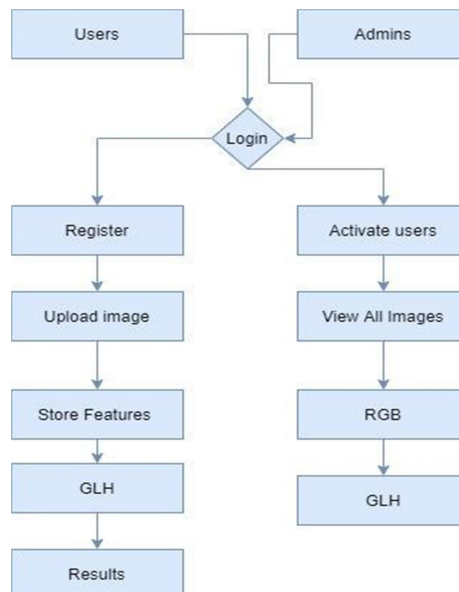 Users
Admins
Login
Register
Activate users
Upload image
View All Images
Store Features
RGB
GLH
GLH
Results